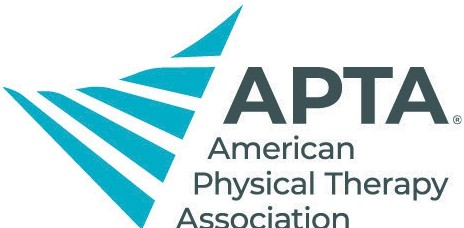 APTA®
American
Physical Therapy
Association